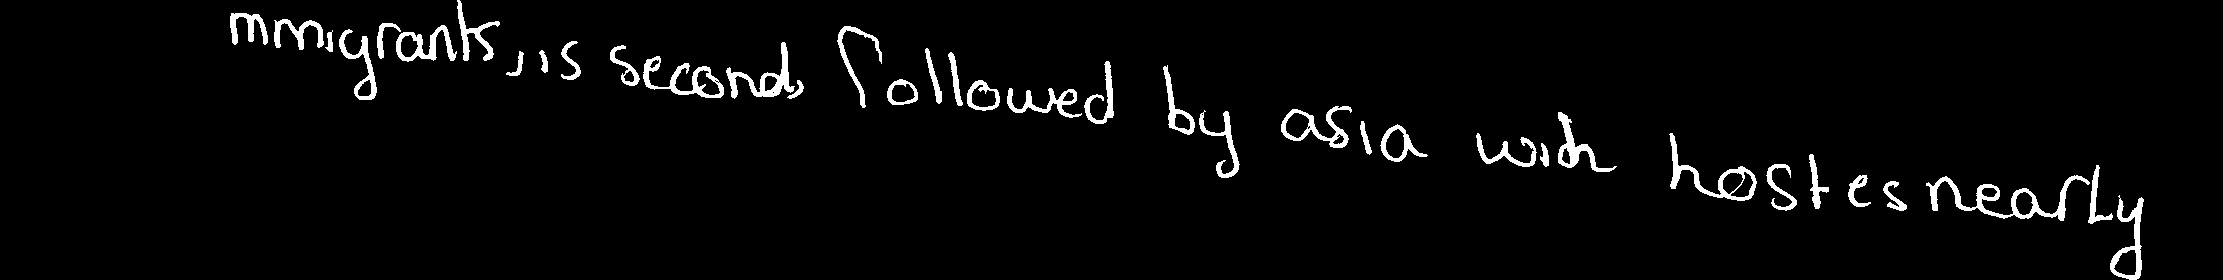 mmigrants, is second, followed by asia with hostes nearly